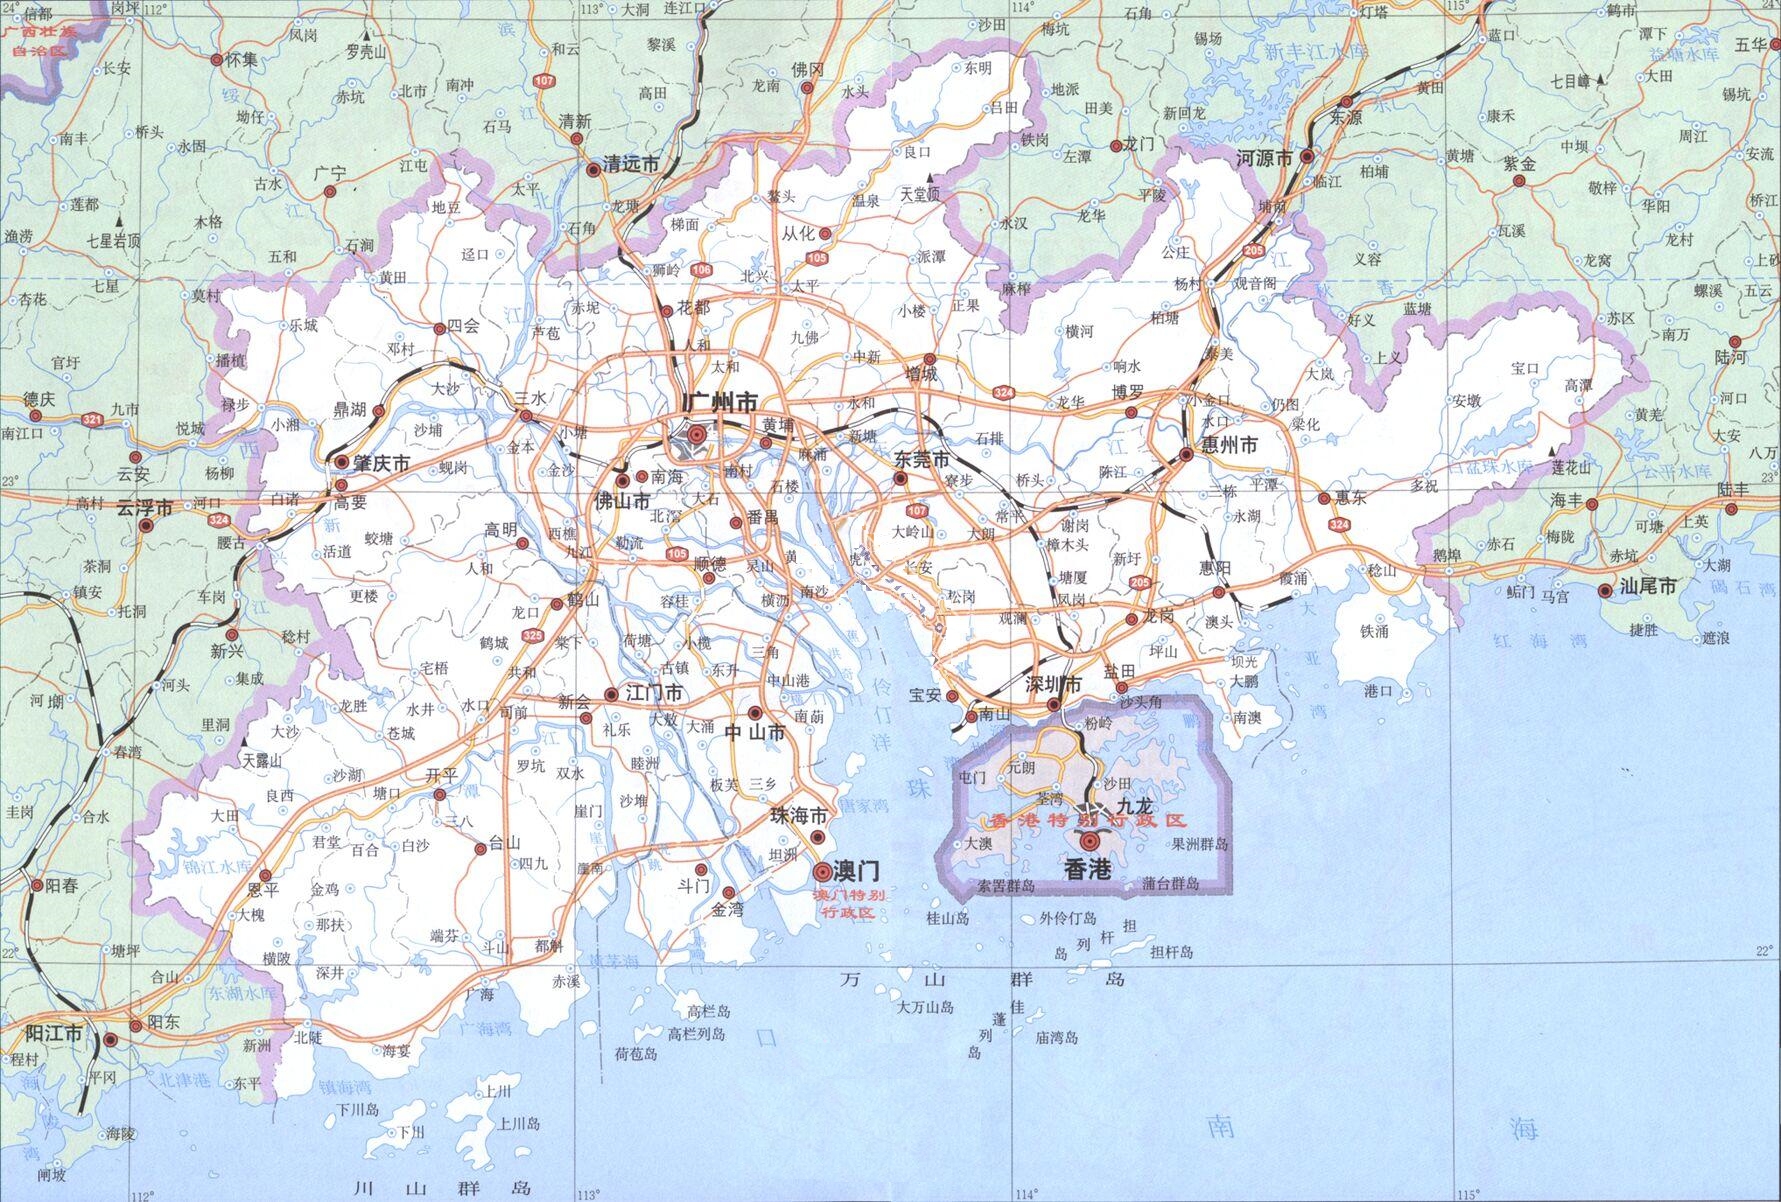 24°
信都
岗坪
112°
凤岗
113°
大洞
连江口
114°
石角
115°
鹤市
24°
广西壮族
自治区
罗壳山
滨
和云
黎溪
沙田
梅坑
锡场
灯塔
蓝口
潭下
五华
长安
怀集
107
佛冈
东明
新丰江水库
益塘水库
绥
赤坑
北市
南冲
高田
龙南
水头
地派
七目嶂
大田
黄田
锡坑
江
坳仔
石马
清新
吕田
田美
新回龙
东源
东
康禾
周江
南丰
桥头
永固
江屯
清远市
良口
铁岗
左潭
龙门
河源市
柏埔
黄塘
紫金
中坝
安流
古水
广宁
太平
天堂顶
平陵
临江
敬梓
莲都
江
地豆
北
龙塘
鳌头
温泉
龙华
埔前
华阳
桥江
七星岩顶
木格
石角
梯面
从化
永汉
205
瓦溪
龙村
渔涝
五和
石涧
迳口
105
派潭
公庄
义容
龙窝
上砂
七星
黄田
狮岭
106
北兴
太平
麻榨
杨村
观音阁
江
秋
香
江
杏花
莫村
花都
小楼
正果
柏塘
好义
蓝塘
苏区
螺溪
五云
乐城
四会
江
芦苞
赤坭
九佛
横河
南万
官圩
播植
邓村
人和
太和
中新
增城
响水
泰美
上义
宝口
陆河
德庆
321
九市
禄步
鼎湖
大沙
三水
广州市
永和
324
龙华
博罗
大岚
安墩
高潭
河口
南江口
悦城
小湘
沙埔
小塘
黄埔
新塘
石排
小金口
仍图
梁化
黄羌
大安
云安
杨柳
西
肇庆市
蚬岗
金本
金沙
南海
南村
麻涌
东莞市
江
水口
惠州市
莲花山
八万
23°
高村
云浮市
河口
白诸
高要
佛山市
大石
石楼
寮步
桥头
陈江
三栋
平潭
惠东
白盆珠水库
多祝
公平水库
海丰
陆丰
324
新
高明
西樵
北滘
番禺
107
常平
谢岗
永湖
324
可塘
上英
腰古
活道
蛟塘
九江
勒流
105
黄
大岭山
大朗
樟木头
鹅埠
赤石
梅陇
赤坑
大湖
茶洞
兴
人和
顺德
灵山
长安
塘厦
新圩
惠阳
霞涌
稔山
碣石湾
镇安
车岗
更楼
龙口
鹤山
容桂
横沥
南沙
松岗
凤岗
205
鲘门
马宫
汕尾市
托洞
江
观澜
龙岗
澳头
大
铁涌
捷胜
遮浪
新兴
稔村
鹤城
325
棠下
荷塘
小榄
三角
蕉
门
洪
奇
门
坪山
坝光
亚
红海湾
河朗
河头
集成
宅梧
共和
古镇
东升
中山港
伶
宝安
深圳市
盐田
大鹏
湾
港口
里洞
龙胜
水井
水口
司前
新会
江门市
大敖
大涌
中山市
南蓢
仃
南山
沙头角
鹏
南澳
春湾
天露山
大沙
苍城
江
礼乐
洋
粉岭
沙湖
开平
罗坑
双水
睦洲
板芙
三乡
珠
湾
屯门
元朗
沙田
圭岗
合水
良西
塘口
潭
崖门
沙堆
唐家湾
荃湾
九龙
大田
三八
珠海市
香港特别行政区
君堂
百合
白沙
台山
崖门
虎跳
坦洲
大澳
香港
果洲群岛
锦江水库
四九
崖南
斗门
澳门
阳春
恩平
金鸡
金湾
澳门特别
行政区
索罟群岛
蒲台群岛
大槐
那扶
端芬
斗山
都斛
桂山岛
外伶仃岛
担
杆
列
岛
担杆岛
22°
塘坪
横陂
深井
赤溪
黄茅海
22°
合山
东湖水库
广海
万山群岛
阳江市
阳东
高栏岛
大万山岛
佳
蓬
列
岛
新洲
北陡
广海湾
高栏列岛
口
庙湾岛
程村
海宴
荷苞岛
海
陵
湾
平冈
北津港
东平
镇海湾
上川
下川岛
下川
上川岛
南海
海陵
闸坡
川山群岛
112°
113°
114°
115°